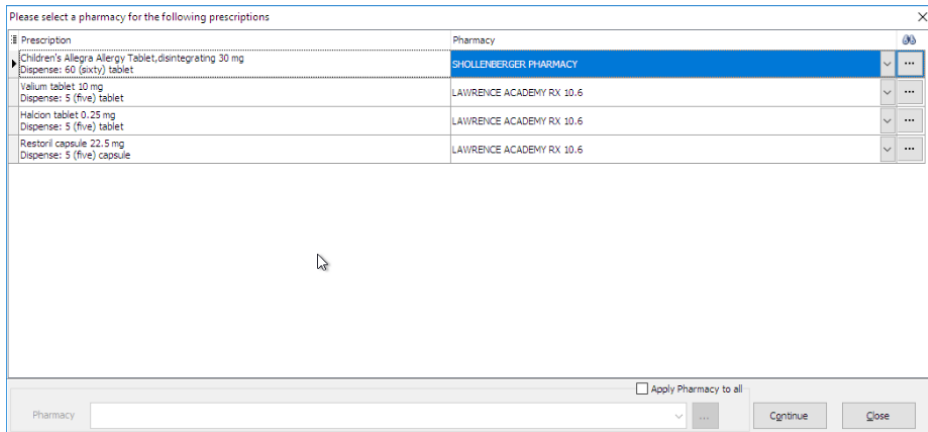 Please select a pharmacy for the following prescriptions
Prescription Pharmacy
Children's Allegra Allergy Tablet,disintegrating 30 mg
Dispense: 60 (sixty) tablet
SHOLLENBERGER PHARMACY
Valium tablet 10 mg
Dispense: 5 (five) tablet
LAWRENCE ACADEMY RX 10.6
Halcion tablet 0.25 mg
Dispense: 5 (five) tablet
LAWRENCE ACADEMY RX 10.6
Restoril capsule 22.5 mg
Dispense: 5 (five) capsule
LAWRENCE ACADEMY RX 10.6
Apply Pharmacy to all
Pharmacy ... Continue Close